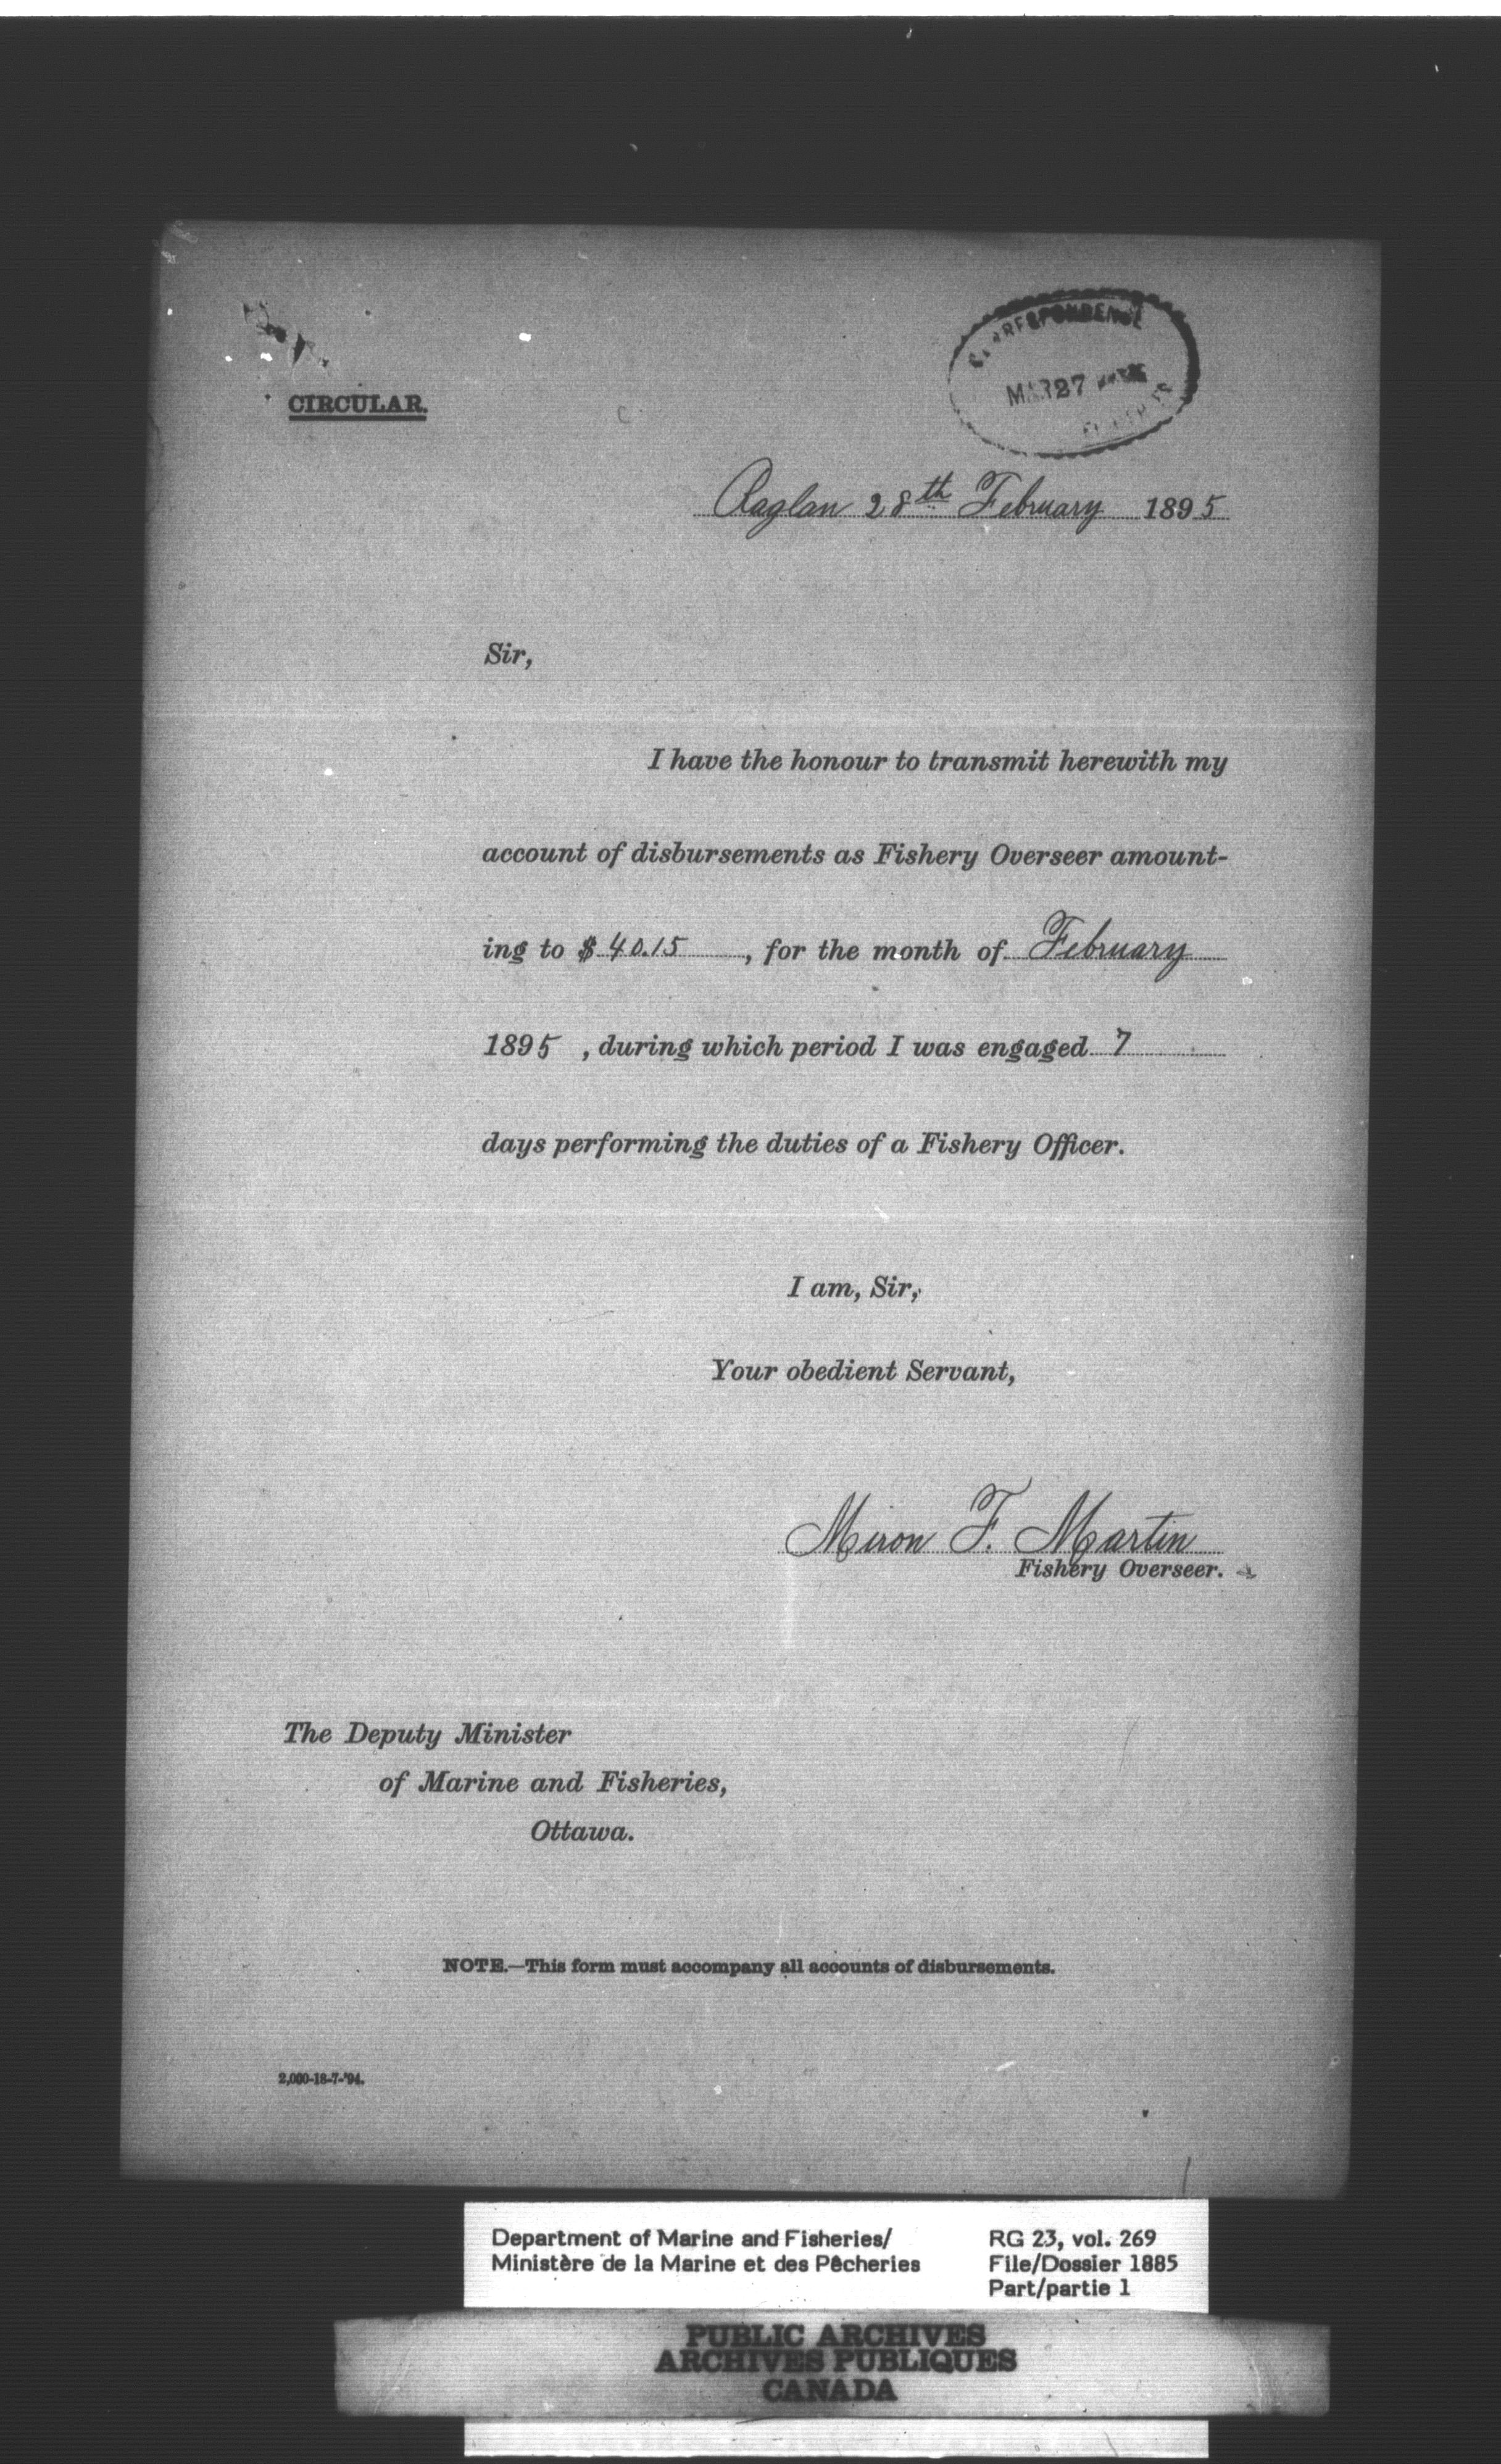 CORRESPONDENCE
MAR 27
CIRCULAR.
Raglan 28th February 1895
Sir,
I have the honour to transmit herewith my
account of disbursements as Fishery Overseer amount-
ing to $ 40.15 , for the month of February
1895 , during which period I was engaged 7
days performing the duties of a Fishery Officer.
I am, Sir,
Your obedient Servant,
Miron F. Martin
Fishery Overseer.
The Deputy Minister
of Marine and Fisheries,
Ottawa.
NOTE.—This form must accompany all accounts of disbursements.
2,000-18-7-'94.
Department of Marine and Fisheries/ RG 23, vol. 269
Ministère de la Marine et des Pêcheries File/Dossier 1885
Part/partie 1
PUBLIC ARCHIVES
ARCHIVES PUBLIQUES
CANADA